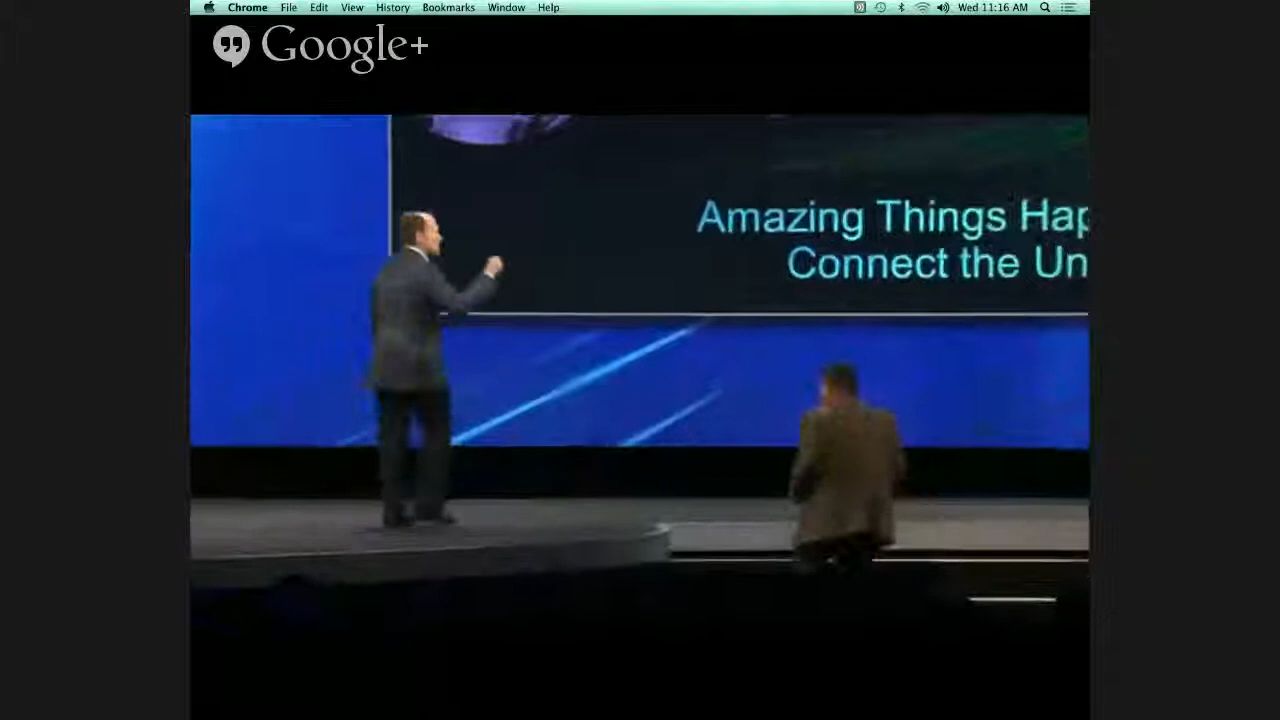 Chrome File Edit View History Bookmarks Window Help Wed 11:16 AM
Google+
Amazing Things Hap
Connect the Un